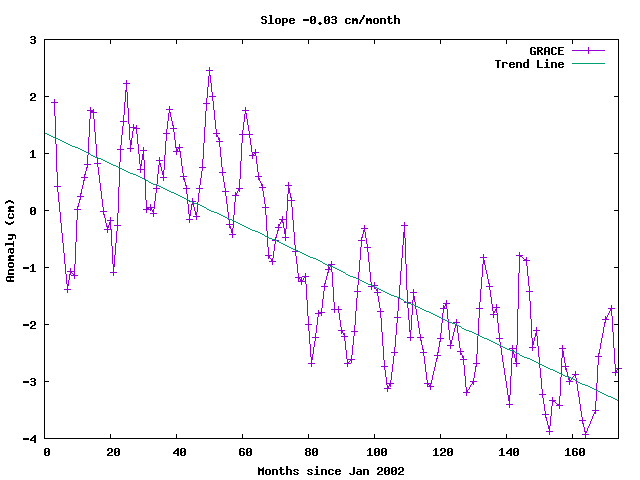 Slope -0.03 cm/month
GRACE
Trend Line
3
2
1
0
-1
-2
-3
-4
Anomaly (cm)
0 20 40 60 80 100 120 140 160
Months since Jan 2002